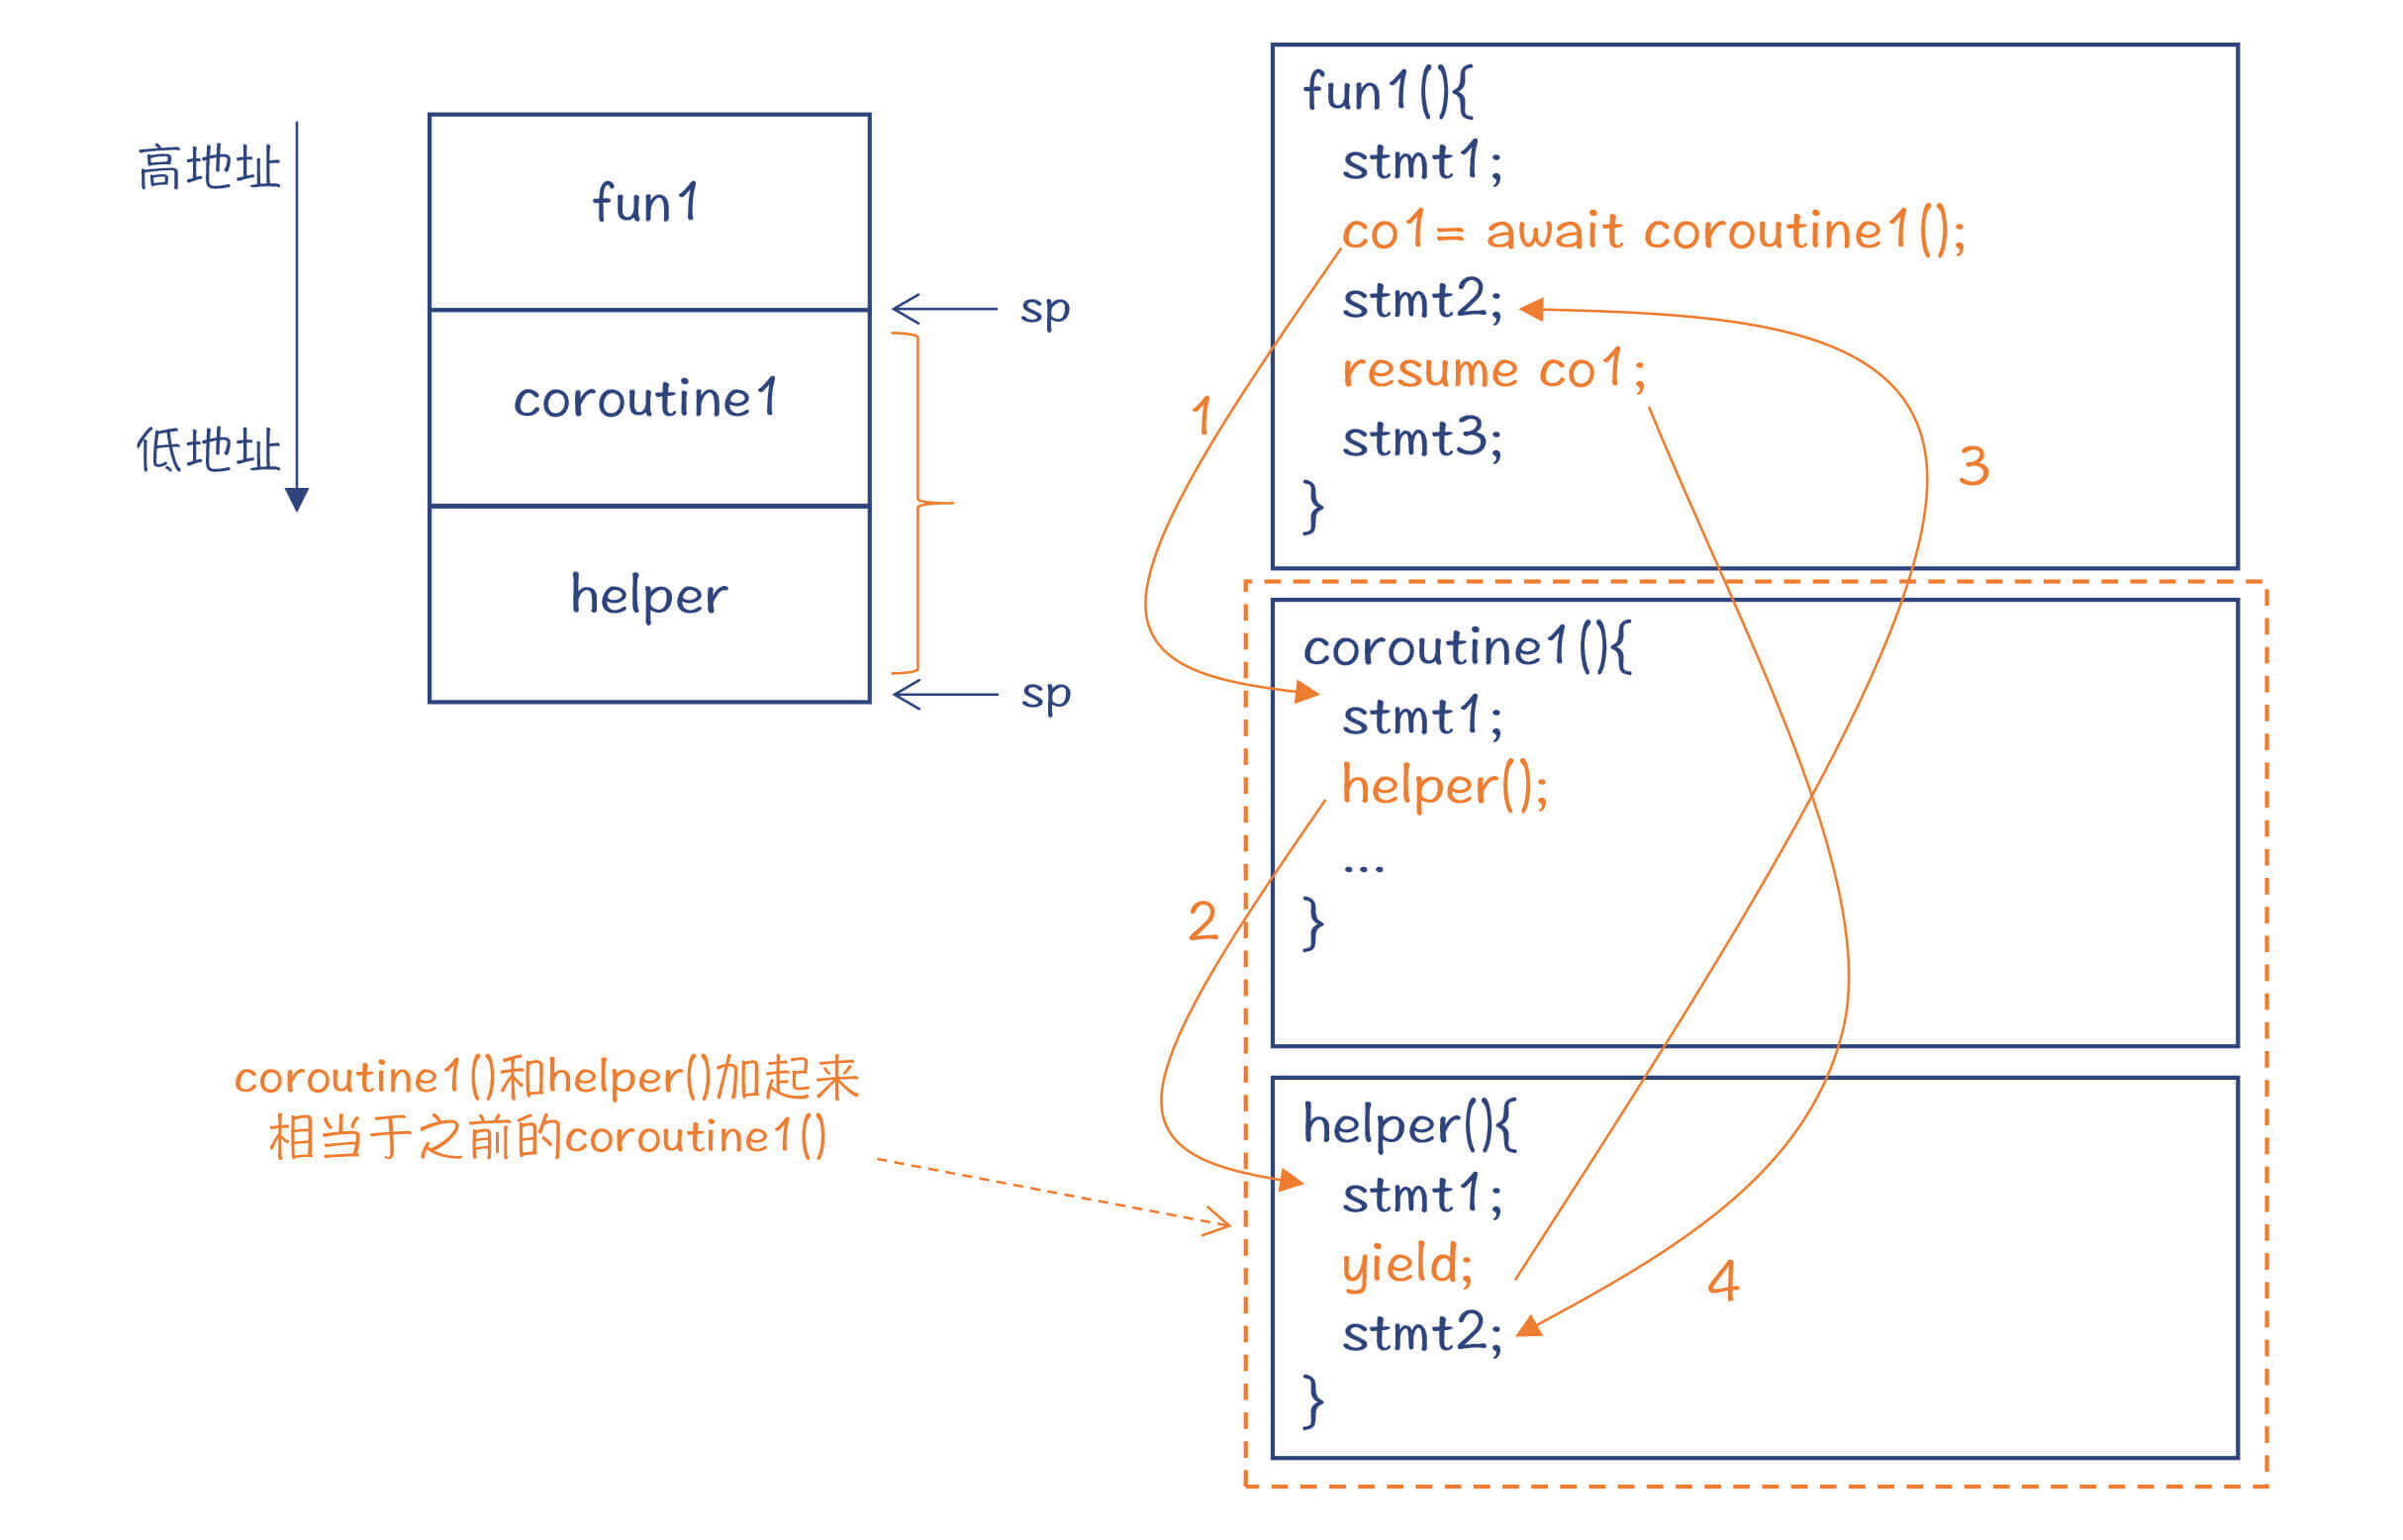 高地址
低地址
fun1
coroutine1
helper
sp
sp
coroutine1()和helper()加起来
相当于之前的coroutine1()
fun1(){
stmt1;
co1= await coroutine1();
stmt2;
resume co1;
stmt3;
}
1
3
coroutine1(){
stmt1;
helper();
...
}
2
helper(){
stmt1;
yield;
stmt2;
}
4